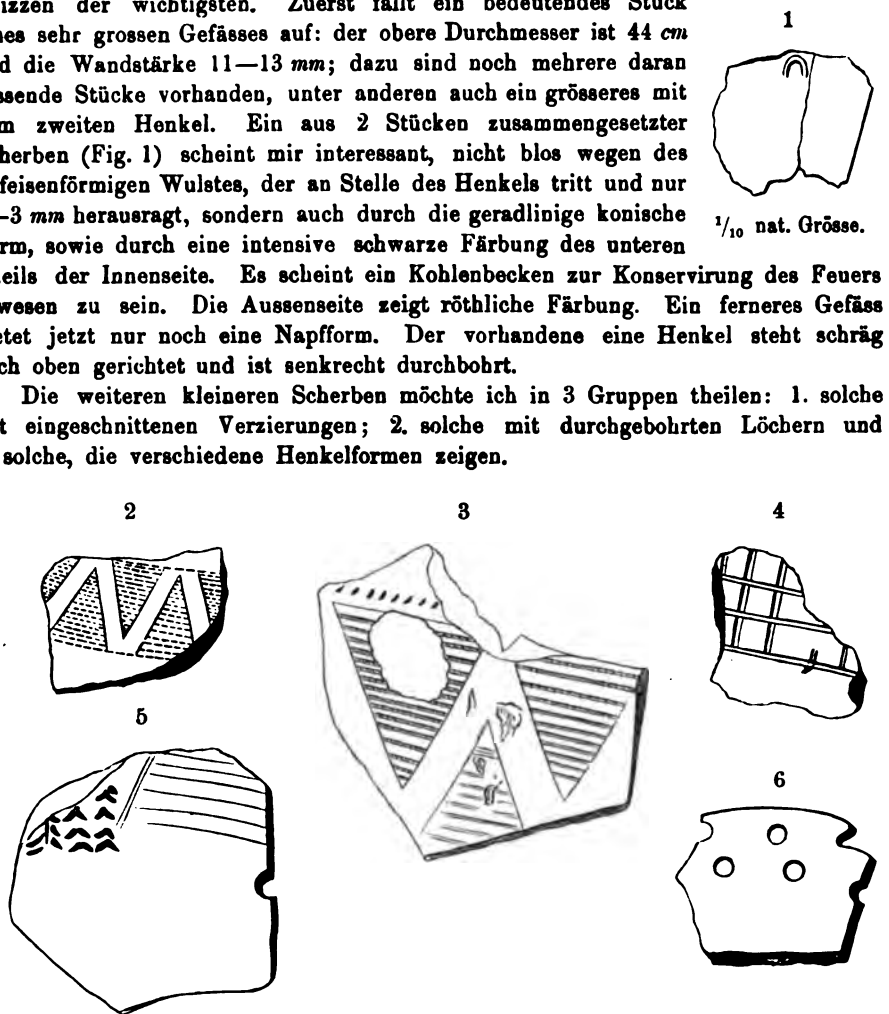 izzen der wichtigsten. Zuerst fällt ein bedeutendes Stück
nes sehr grossen Gefässes auf: der obere Durchmesser ist 44 cm
d die Wandstärke 11—13 mm; dazu sind noch mehrere daran
ssende Stücke vorhanden, unter anderen auch ein grösseres mit
m zweiten Henkel. Ein aus 2 Stücken zusammengesetzter
herben (Fig. 1) scheint mir interessant, nicht blos wegen des
feisenförmigen Wulstes, der an Stelle des Henkels tritt und nur
-3 mm herausragt, sondern auch durch die geradlinige konische
rm, sowie durch eine intensive schwarze Färbung des unteren
1
1/10 nat. Grösse.
eils der Innenseite. Es scheint ein Kohlenbecken zur Konservirung des Feuers
wesen zu sein. Die Aussenseite zeigt röthliche Färbung. Ein ferneres Gefäss
etet jetzt nur noch eine Napfform. Der vorhandene eine Henkel steht schräg
ch oben gerichtet und ist senkrecht durchbohrt.
Die weiteren kleineren Scherben möchte ich in 3 Gruppen theilen: 1. solche
t eingeschnittenen Verzierungen; 2. solche mit durchgebohrten Löchern und
solche, die verschiedene Henkelformen zeigen.
2 3 4
5
6